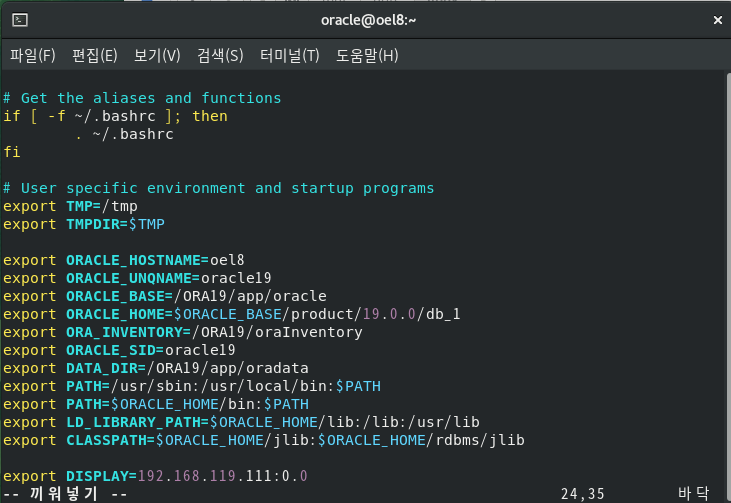 oracle@oel8:~
파일(F) 편집(E) 보기(V) 검색(S) 터미널(T) 도움말(H)
# Get the aliases and functions
if [ -f ~/.bashrc ]; then
        . ~/.bashrc
fi
# User specific environment and startup programs
export TMP=/tmp
export TMPDIR=$TMP
export ORACLE_HOSTNAME=oel8
export ORACLE_UNQNAME=oracle19
export ORACLE_BASE=/ORA19/app/oracle
export ORACLE_HOME=$ORACLE_BASE/product/19.0.0/db_1
export ORA_INVENTORY=/ORA19/oraInventory
export ORACLE_SID=oracle19
export DATA_DIR=/ORA19/app/oradata
export PATH=/usr/sbin:/usr/local/bin:$PATH
export PATH=$ORACLE_HOME/bin:$PATH
export LD_LIBRARY_PATH=$ORACLE_HOME/lib:/lib:/usr/lib
export CLASSPATH=$ORACLE_HOME/jlib:$ORACLE_HOME/rdbms/jlib
export DISPLAY=192.168.119.111:0.0
-- 끼워넣기 -- 24,35 바닥